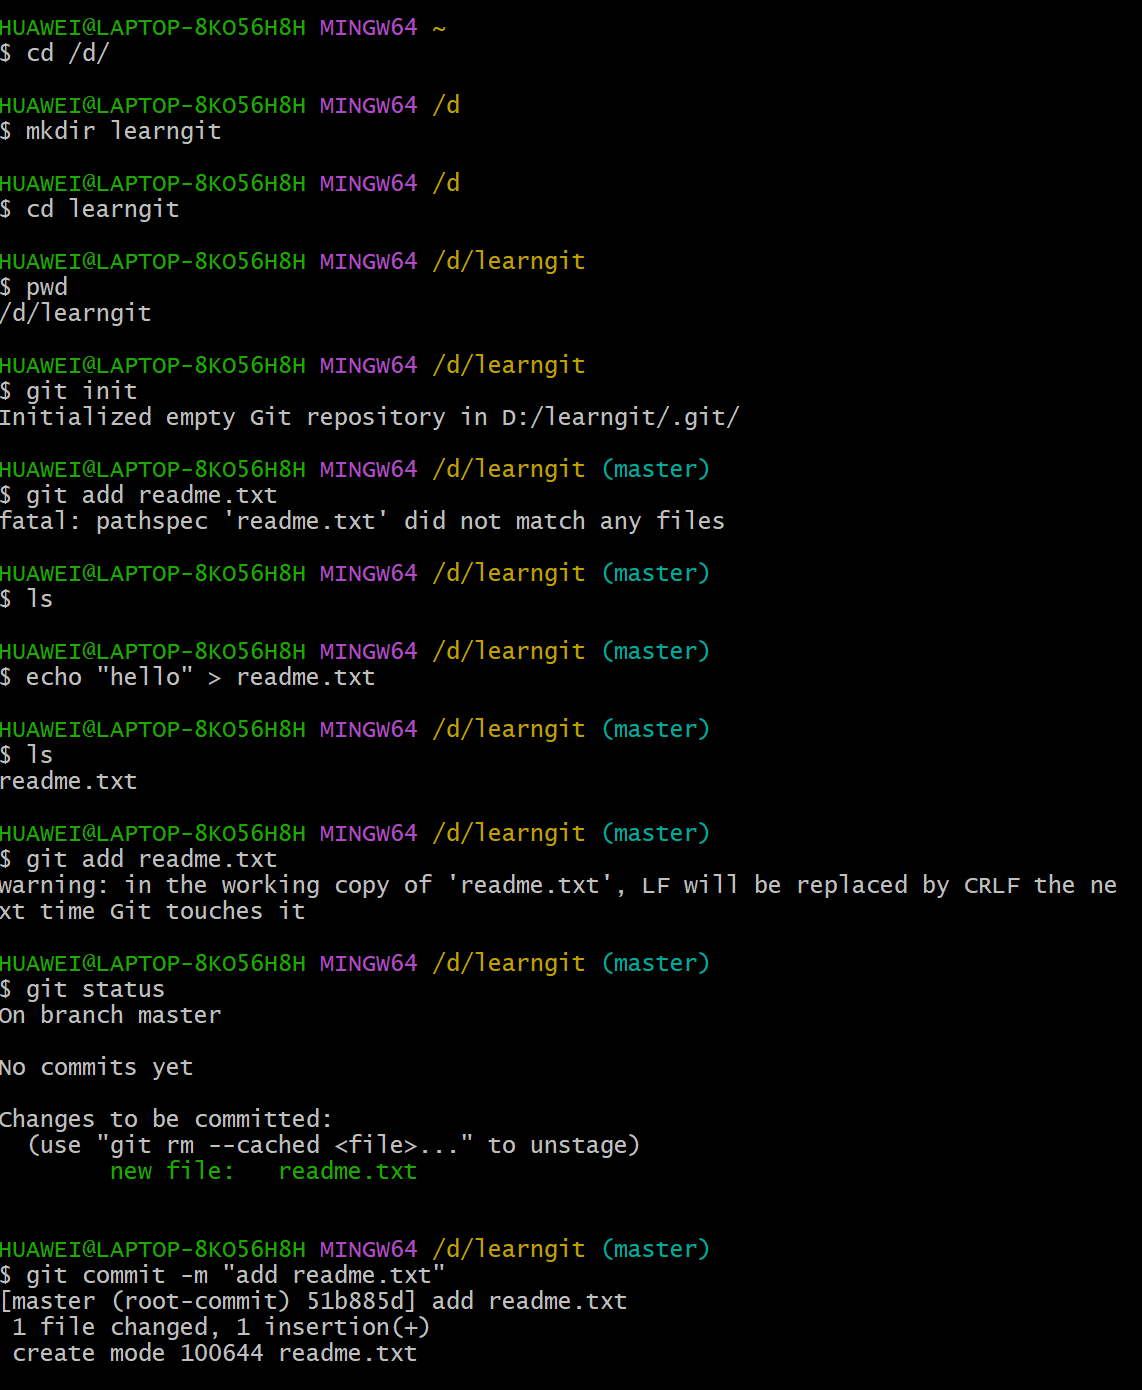 HUAWEI@LAPTOP-8KO56H8H MINGW64 ~
$ cd /d/
HUAWEI@LAPTOP-8KO56H8H MINGW64 /d
$ mkdir learngit
HUAWEI@LAPTOP-8KO56H8H MINGW64 /d
$ cd learngit
HUAWEI@LAPTOP-8KO56H8H MINGW64 /d/learngit
$ pwd
/d/learngit
HUAWEI@LAPTOP-8KO56H8H MINGW64 /d/learngit
$ git init
Initialized empty Git repository in D:/learngit/.git/
HUAWEI@LAPTOP-8KO56H8H MINGW64 /d/learngit (master)
$ git add readme.txt
fatal: pathspec 'readme.txt' did not match any files
HUAWEI@LAPTOP-8KO56H8H MINGW64 /d/learngit (master)
$ ls
HUAWEI@LAPTOP-8KO56H8H MINGW64 /d/learngit (master)
$ echo "hello" > readme.txt
HUAWEI@LAPTOP-8KO56H8H MINGW64 /d/learngit (master)
$ ls
readme.txt
HUAWEI@LAPTOP-8KO56H8H MINGW64 /d/learngit (master)
$ git add readme.txt
warning: in the working copy of 'readme.txt', LF will be replaced by CRLF the ne
xt time Git touches it
HUAWEI@LAPTOP-8KO56H8H MINGW64 /d/learngit (master)
$ git status
On branch master
No commits yet
Changes to be committed:
  (use "git rm --cached <file>..." to unstage)
        new file:   readme.txt
HUAWEI@LAPTOP-8KO56H8H MINGW64 /d/learngit (master)
$ git commit -m "add readme.txt"
[master (root-commit) 51b885d] add readme.txt
 1 file changed, 1 insertion(+)
 create mode 100644 readme.txt